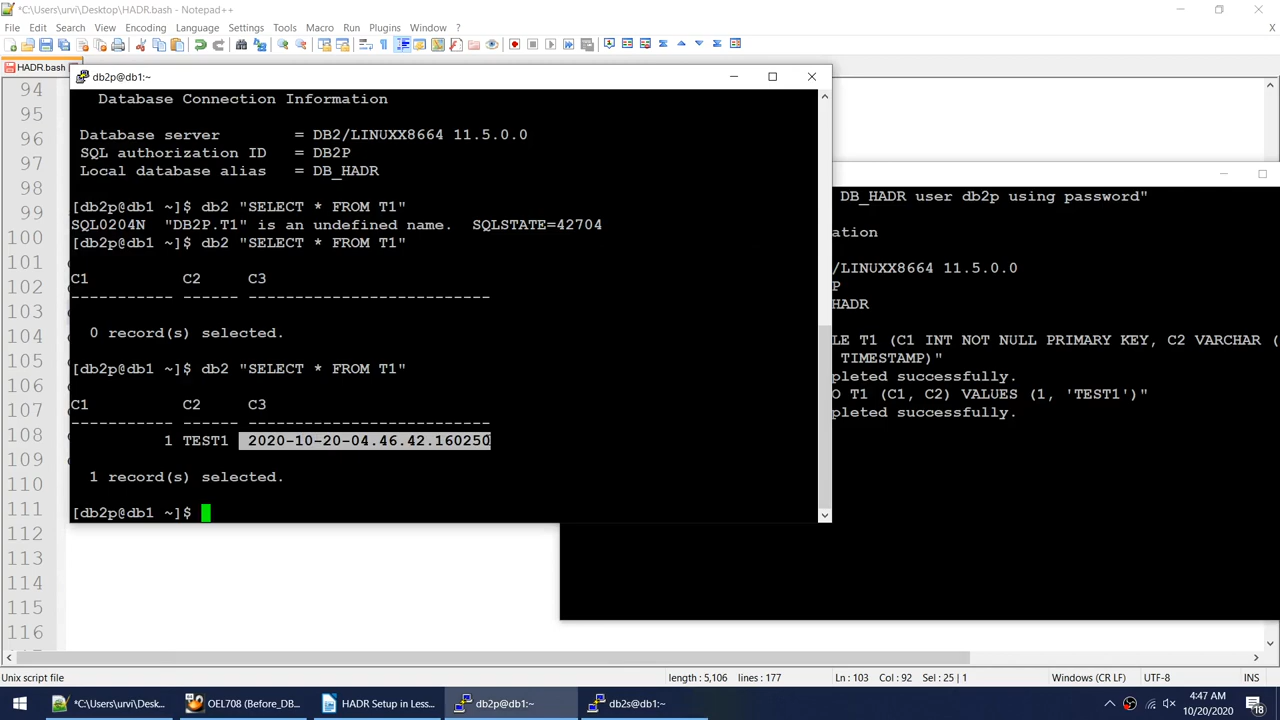 *C:\Users\urvi\Desktop\HADR.bash - Notepad++
File Edit Search View Encoding Language Settings Tools Macro Run Plugins Window ?
X
HADR.bash
94
95
96
97
98
99
100
101
102
103
104
105
106
107
108
109
110
111
112
113
114
115
116
db2p@db1:~
Database Connection Information
Database server = DB2/LINUXX8664 11.5.0.0
SQL authorization ID = DB2P
Local database alias = DB_HADR
[db2p@db1 ~]$ db2 "SELECT * FROM T1"
SQL0204N "DB2P.T1" is an undefined name. SQLSTATE=42704
[db2p@db1 ~]$ db2 "SELECT * FROM T1"
C1 C2 C3
----------- ------ --------------------------
0 record(s) selected.
[db2p@db1 ~]$ db2 "SELECT * FROM T1"
C1 C2 C3
----------- ------ --------------------------
1 TEST1 2020-10-20-04.46.42.160250
1 record(s) selected.
[db2p@db1 ~]$
DB_HADR user db2p using password"
ation
/LINUXX8664 11.5.0.0
P
HADR
LE T1 (C1 INT NOT NULL PRIMARY KEY, C2 VARCHAR (
TIMESTAMP)"
pleted successfully.
O T1 (C1, C2) VALUES (1, 'TEST1')"
pleted successfully.
Unix script file length : 5,106 lines : 177 Ln : 103 Col : 92 Sel : 25 | 1 Windows (CR LF) UTF-8 INS
*C:\Users\urvi\Desk... OEL708 (Before_DB... HADR Setup in Less... db2p@db1:~ db2s@db1:~
4:47 AM
10/20/2020
18